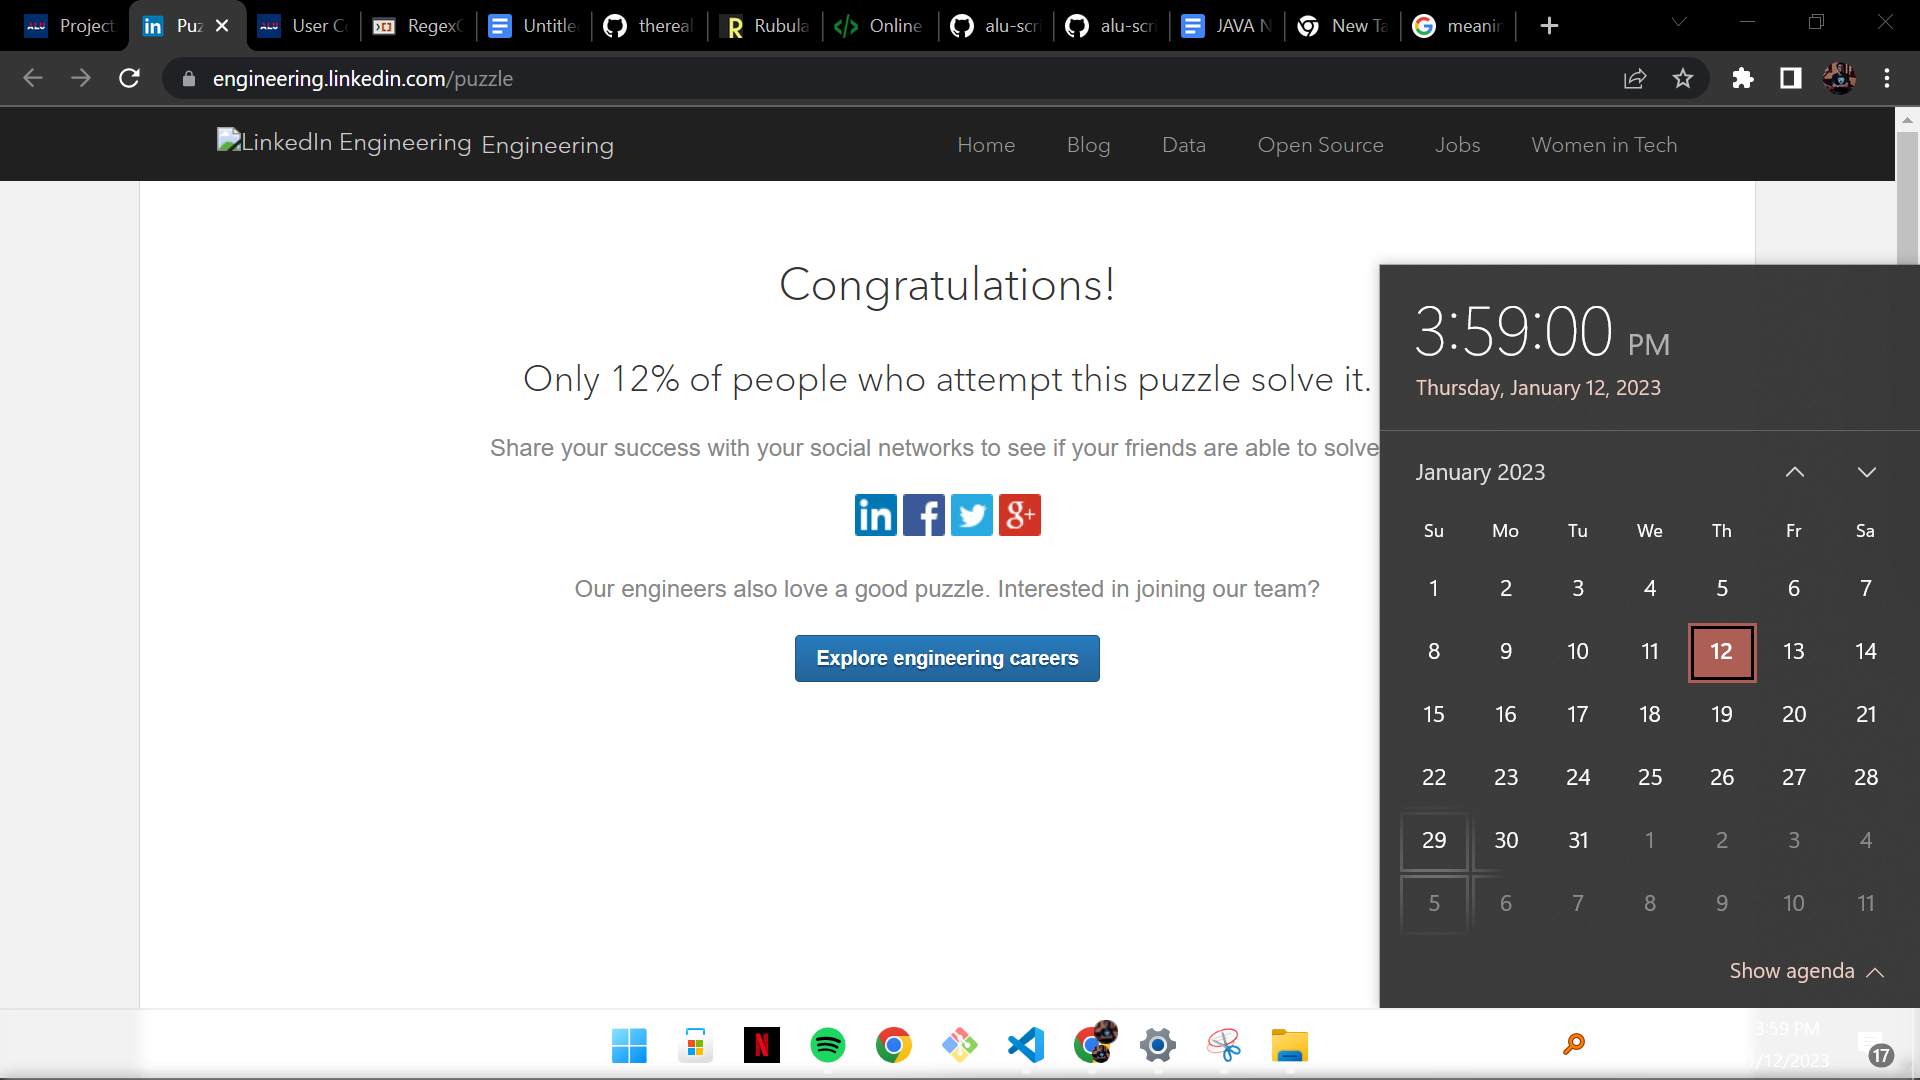 Project
Puz
User Co
RegexO
Untitle
thereal
Rubula
Online
alu-scri
alu-scri
JAVA N
New Ta
meanin
engineering.linkedin.com/puzzle
LinkedIn Engineering Engineering
Home Blog Data Open Source Jobs Women in Tech
Congratulations!
Only 12% of people who attempt this puzzle solve it.
Share your success with your social networks to see if your friends are able to solve
in f g+
Our engineers also love a good puzzle. Interested in joining our team?
Explore engineering careers
3:59:00 PM
Thursday, January 12, 2023
January 2023
Su Mo Tu We Th Fr Sa
1 2 3 4 5 6 7
8 9 10 11 12 13 14
15 16 17 18 19 20 21
22 23 24 25 26 27 28
29 30 31 1 2 3 4
5 6 7 8 9 10 11
Show agenda
3:59 PM
/12/2023
17